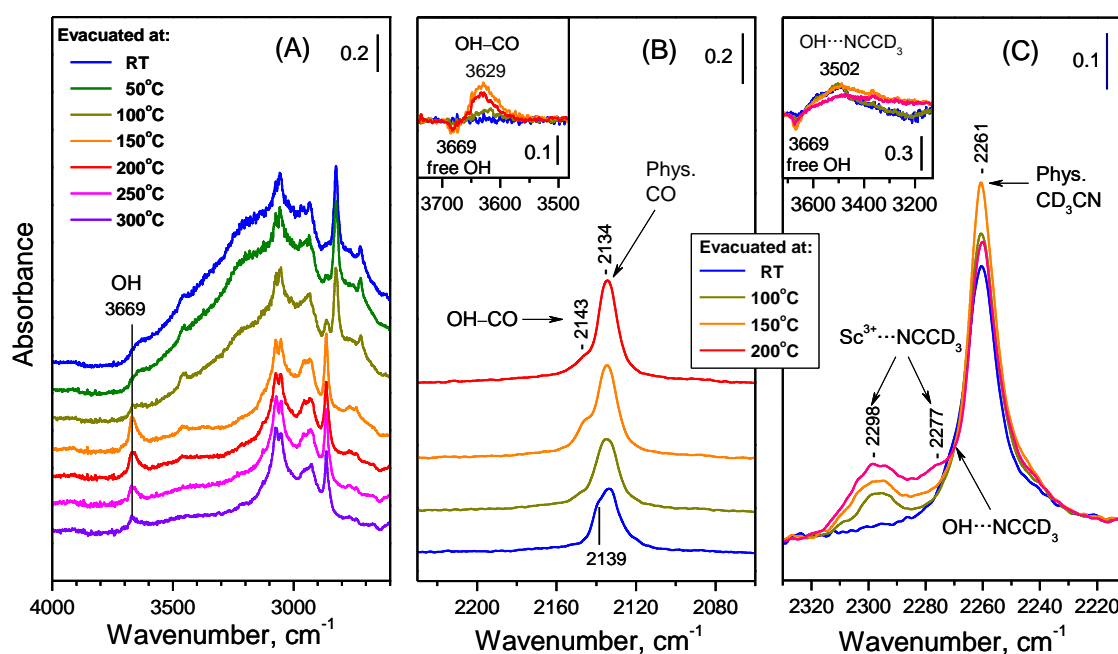 Evacuated at:
RT
50°C
100°C
150°C
200°C
250°C
300°C
(A)
0.2
OH
3669
Absorbance
4000 3500 3000
Wavenumber, cm⁻¹
OH–CO
3629
3669
free OH
0.1
3700 3600 3500
(B)
0.2
Phys.
CO
2134
2143
OH–CO
2139
2200 2160 2120 2080
Wavenumber, cm⁻¹
Evacuated at:
RT
100°C
150°C
200°C
OH···NCCD₃
3502
3669
free OH
0.3
3600 3400 3200
(C)
0.1
2261
Phys.
CD₃CN
Sc³⁺···NCCD₃
2298
2277
OH···NCCD₃
2320 2300 2280 2260 2240 2220
Wavenumber, cm⁻¹